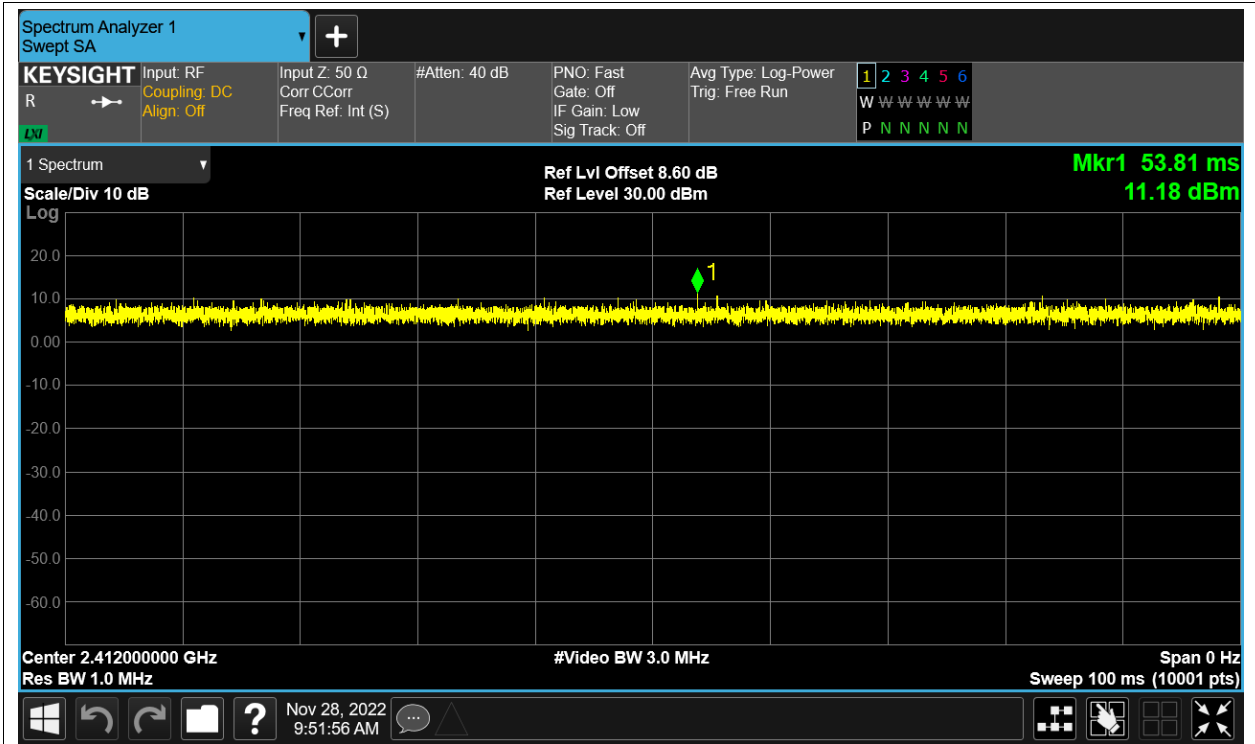 Spectrum Analyzer 1
Swept SA
+
KEYSIGHT
R
LXI
Input: RF
Coupling: DC
Align: Off
Input Z: 50 Ω
Corr CCorr
Freq Ref: Int (S)
#Atten: 40 dB
PNO: Fast
Gate: Off
IF Gain: Low
Sig Track: Off
Avg Type: Log-Power
Trig: Free Run
1 2 3 4 5 6
W W W W W W
P N N N N N
1 Spectrum
Scale/Div 10 dB
Log
Ref Lvl Offset 8.60 dB
Ref Level 30.00 dBm
Mkr1 53.81 ms
11.18 dBm
20.0
1
10.0
0.00
-10.0
-20.0
-30.0
-40.0
-50.0
-60.0
Center 2.412000000 GHz
#Video BW 3.0 MHz
Span 0 Hz
Res BW 1.0 MHz
Sweep 100 ms (10001 pts)
?
Nov 28, 2022
9:51:56 AM